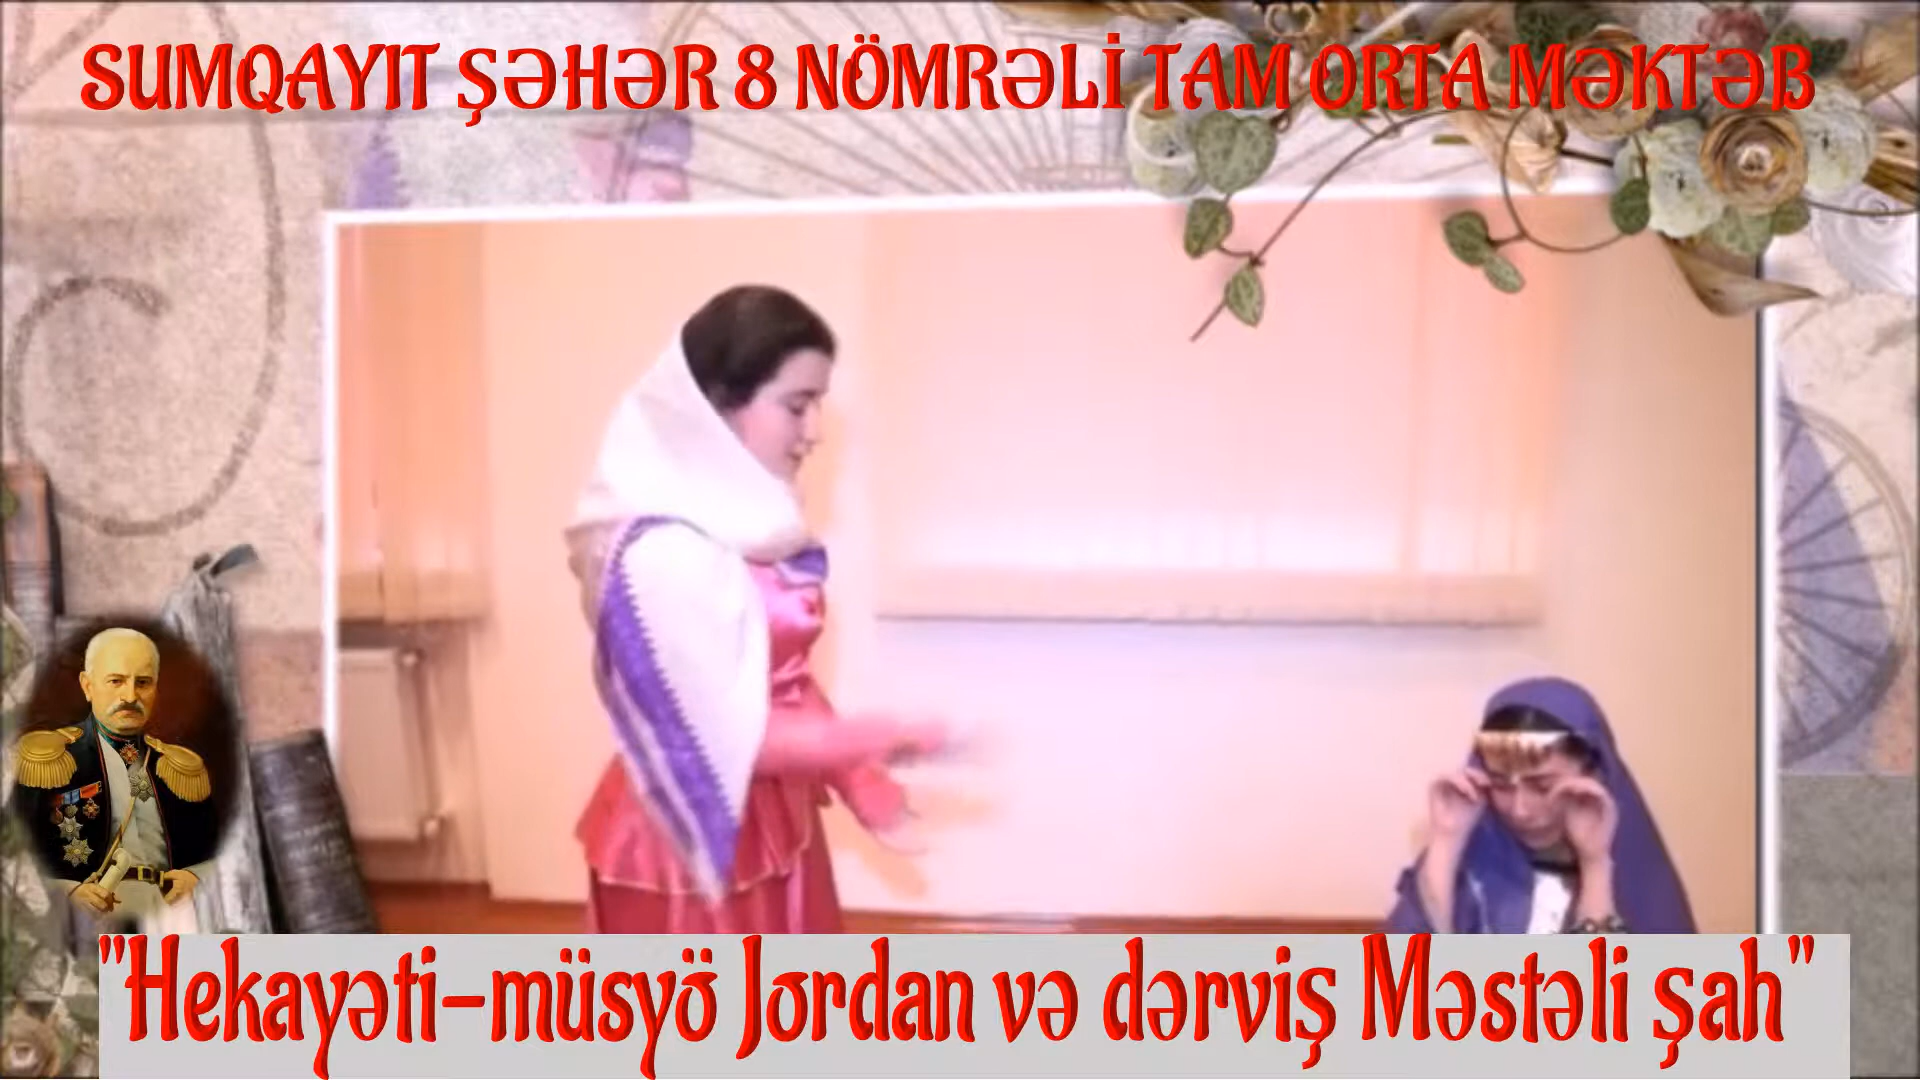 SUMQAYIT ŞƏHƏR 8 NÖMRƏLİ TAM ORTA MƏKTƏB
"Hekayəti-müsyö Jordan və dərviş Məstəli şah"